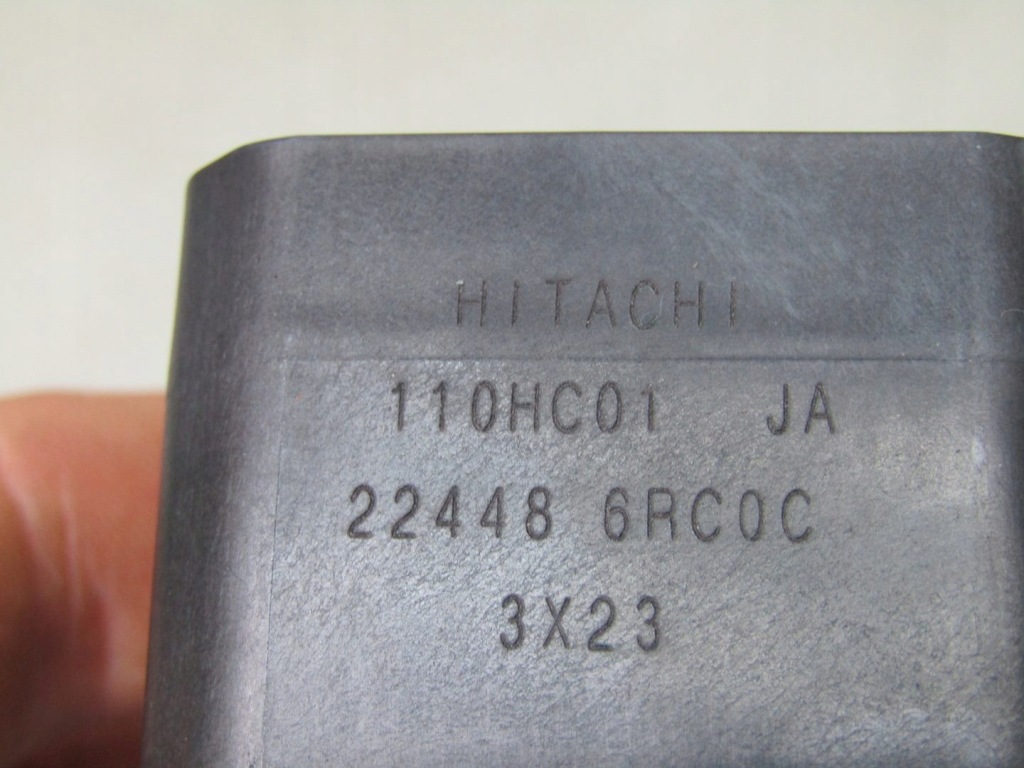 HITACHI
110HC01 JA
22448 6RC0C
3X23